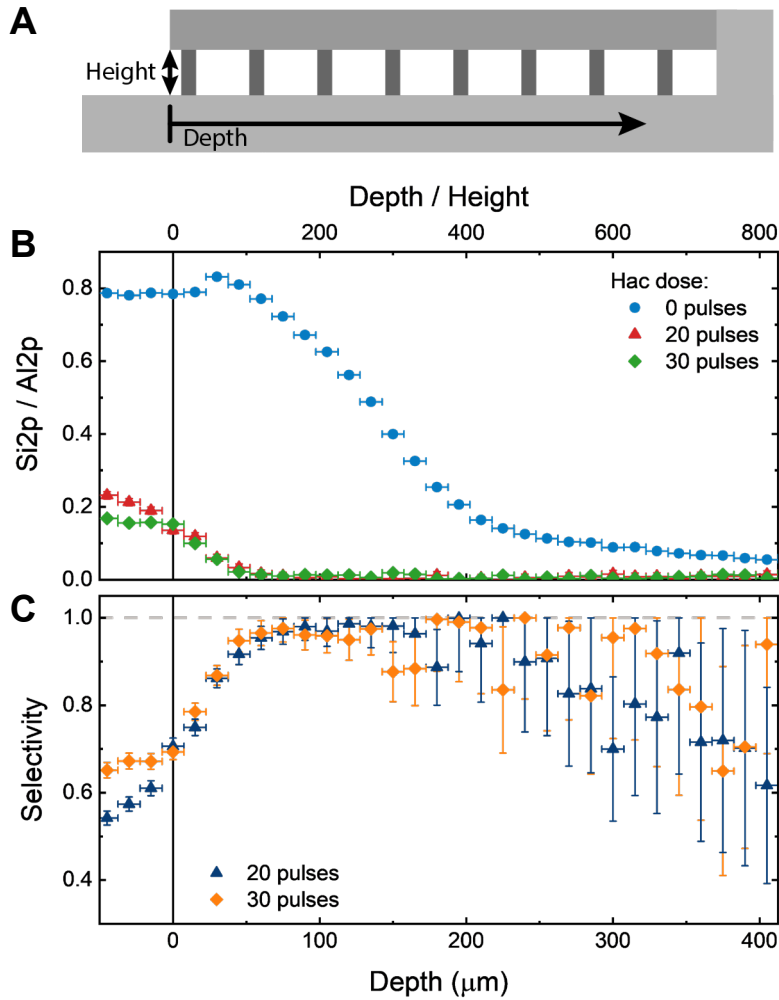 A
Height
Depth
Depth / Height
0 200 400 600 800
B
Si2p / Al2p
0.8
0.6
0.4
0.2
0.0
Hac dose:
0 pulses
20 pulses
30 pulses
C
Selectivity
1.0
0.8
0.6
0.4
20 pulses
30 pulses
0 100 200 300 400
Depth (μm)